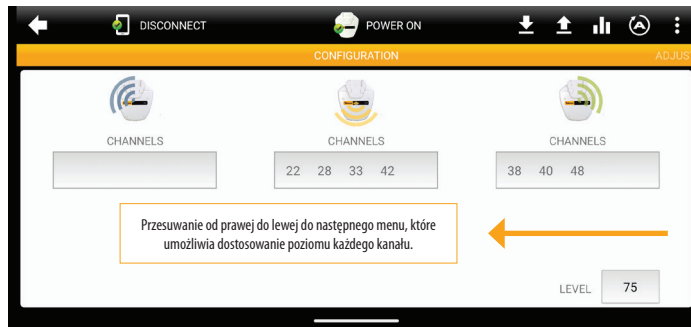 DISCONNECT POWER ON
CONFIGURATION ADJUS
CHANNELS CHANNELS CHANNELS
22 28 33 42 38 40 48
Przesuwanie od prawej do lewej do następnego menu, które
umożliwia dostosowanie poziomu każdego kanału.
LEVEL 75